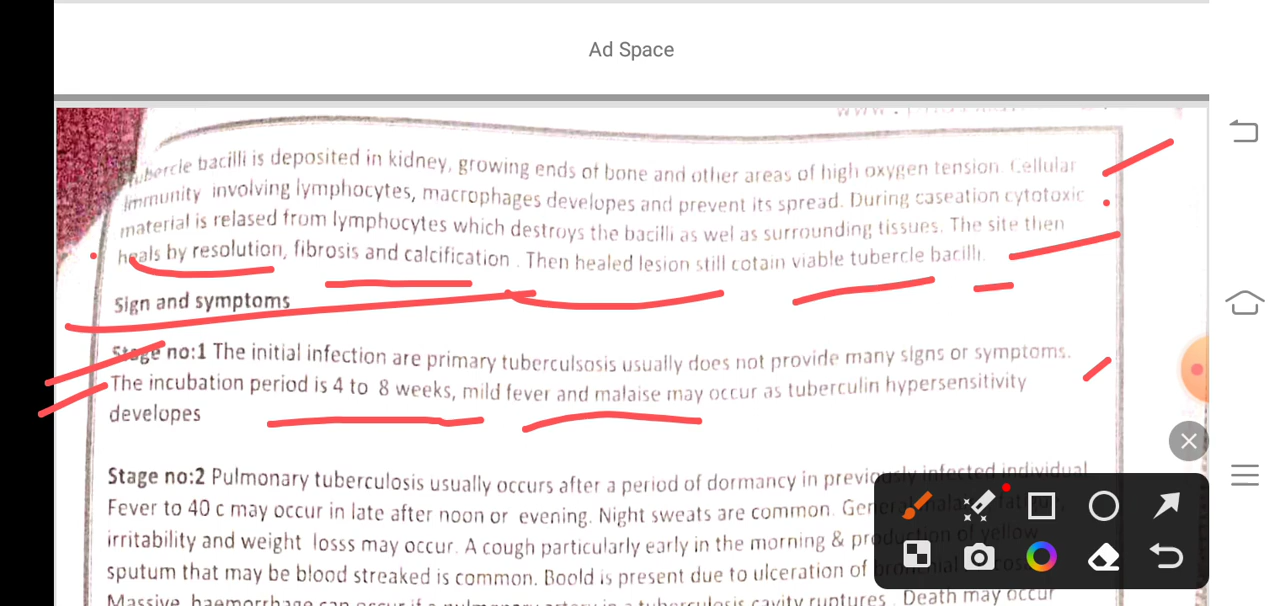 Ad Space
Tubercle bacilli is deposited in kidney, growing ends of bone and other areas of high oxygen tension. Cellular
immunity involving lymphocytes, macrophages developes and prevent its spread. During caseation cytotoxic
material is relased from lymphocytes which destroys the bacilli as wel as surrounding tissues. The site then
heals by resolution, fibrosis and calcification . Then healed lesion still cotain viable tubercle bacilli.
Sign and symptoms
Stage no:1 The initial infection are primary tuberculsosis usually does not provide many signs or symptoms.
The incubation period is 4 to 8 weeks, mild fever and malaise may occur as tuberculin hypersensitivity
developes
Stage no:2 Pulmonary tuberculosis usually occurs after a period of dormancy in previously infected individual
Fever to 40 c may occur in late after noon or evening. Night sweats are common.
irritability and weight losss may occur. A cough particularly early in the morning & production of yellow
sputum that may be blood streaked is common. Boold is present due to ulceration of
Massive haemorrhage can occur if a pulmonary artery in a tuberculosis cavity ruptures . Death may occur